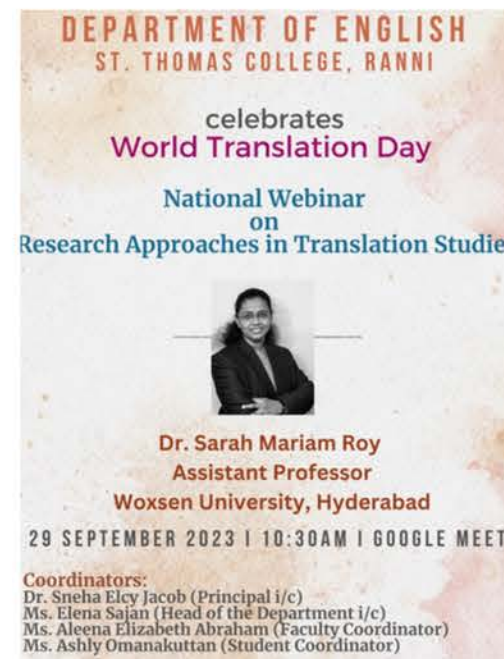 DEPARTMENT OF ENGLISH
ST. THOMAS COLLEGE, RANNI
celebrates
World Translation Day
National Webinar
on
Research Approaches in Translation Studie
Dr. Sarah Mariam Roy
Assistant Professor
Woxsen University, Hyderabad
29 SEPTEMBER 2023 | 10:30AM | GOOGLE MEET
Coordinators:
Dr. Sneha Elcy Jacob (Principal i/c)
Ms. Elena Sajan (Head of the Department i/c)
Ms. Aleena Elizabeth Abraham (Faculty Coordinator)
Ms. Ashly Omanakuttan (Student Coordinator)